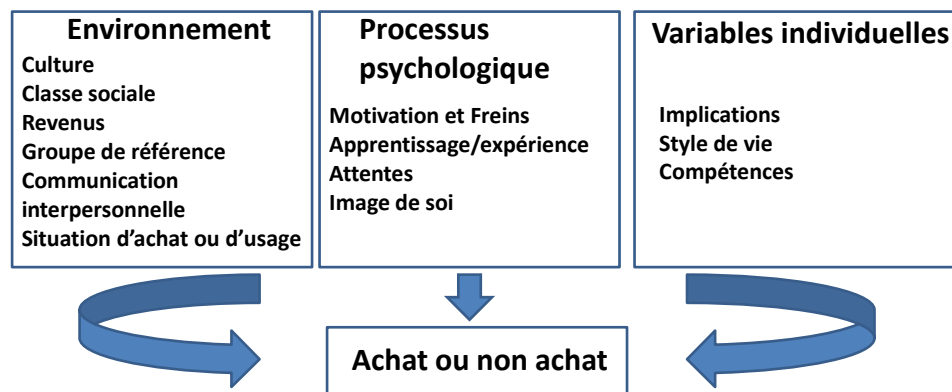 Environnement
Culture
Classe sociale
Revenus
Groupe de référence
Communication
interpersonnelle
Situation d'achat ou d'usage
Processus
psychologique
Motivation et Freins
Apprentissage/expérience
Attentes
Image de soi
Variables individuelles
Implications
Style de vie
Compétences
Achat ou non achat